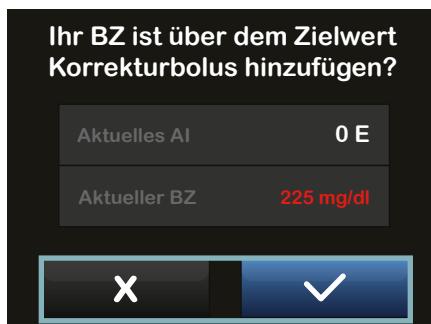 Ihr BZ ist über dem Zielwert
Korrekturbolus hinzufügen?
Aktuelles AI 0 E
Aktueller BZ 225 mg/dl
X